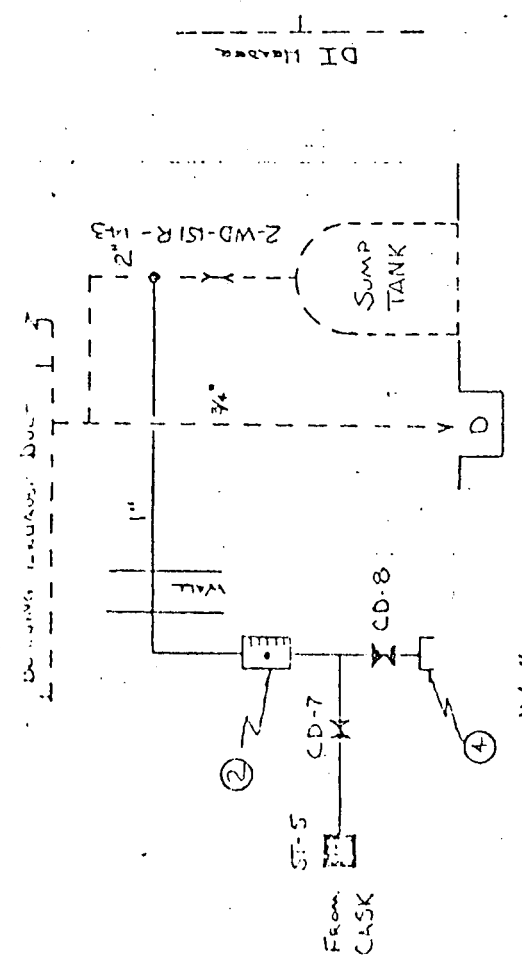 DI Header
2-WD-151R-143
2"
SUMP
TANK
3/4"
D
1"
WALL
CD-8
2
CD-7
4
ST-5
From
CASK